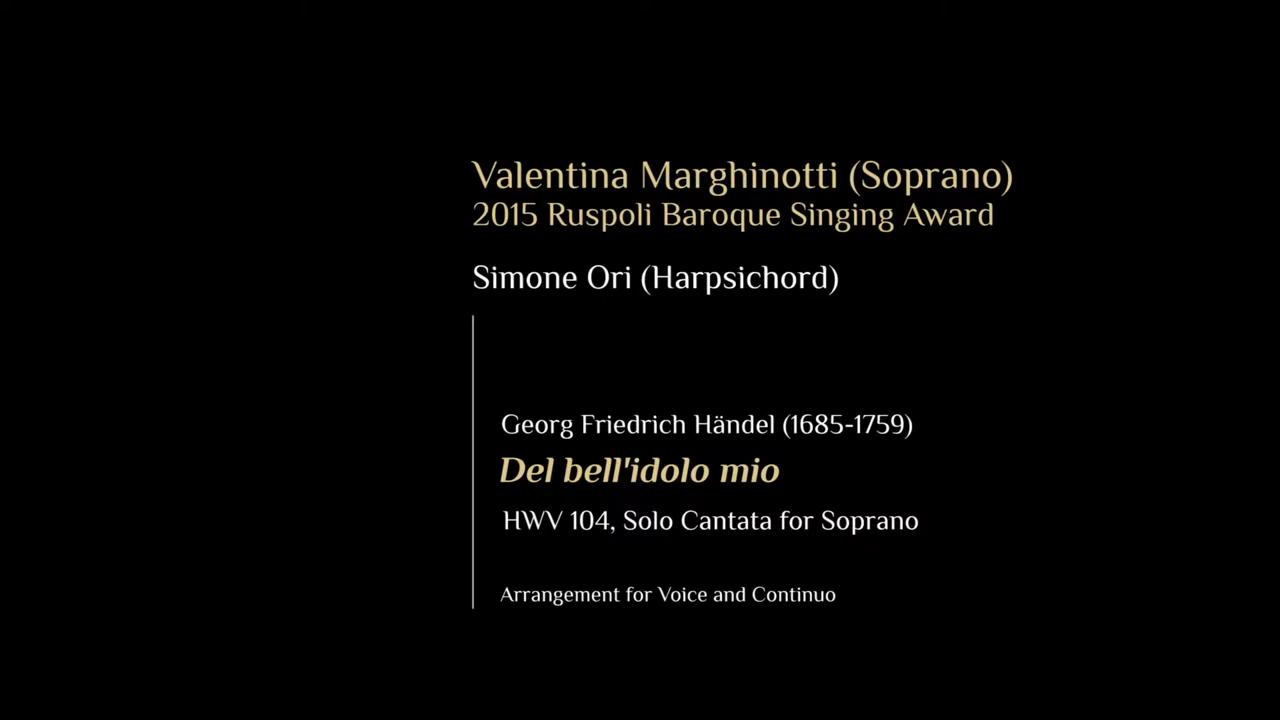 Valentina Marghinotti (Soprano)
2015 Ruspoli Baroque Singing Award
Simone Ori (Harpsichord)
Georg Friedrich Händel (1685-1759)
Del bell'idolo mio
HWV 104, Solo Cantata for Soprano
Arrangement for Voice and Continuo